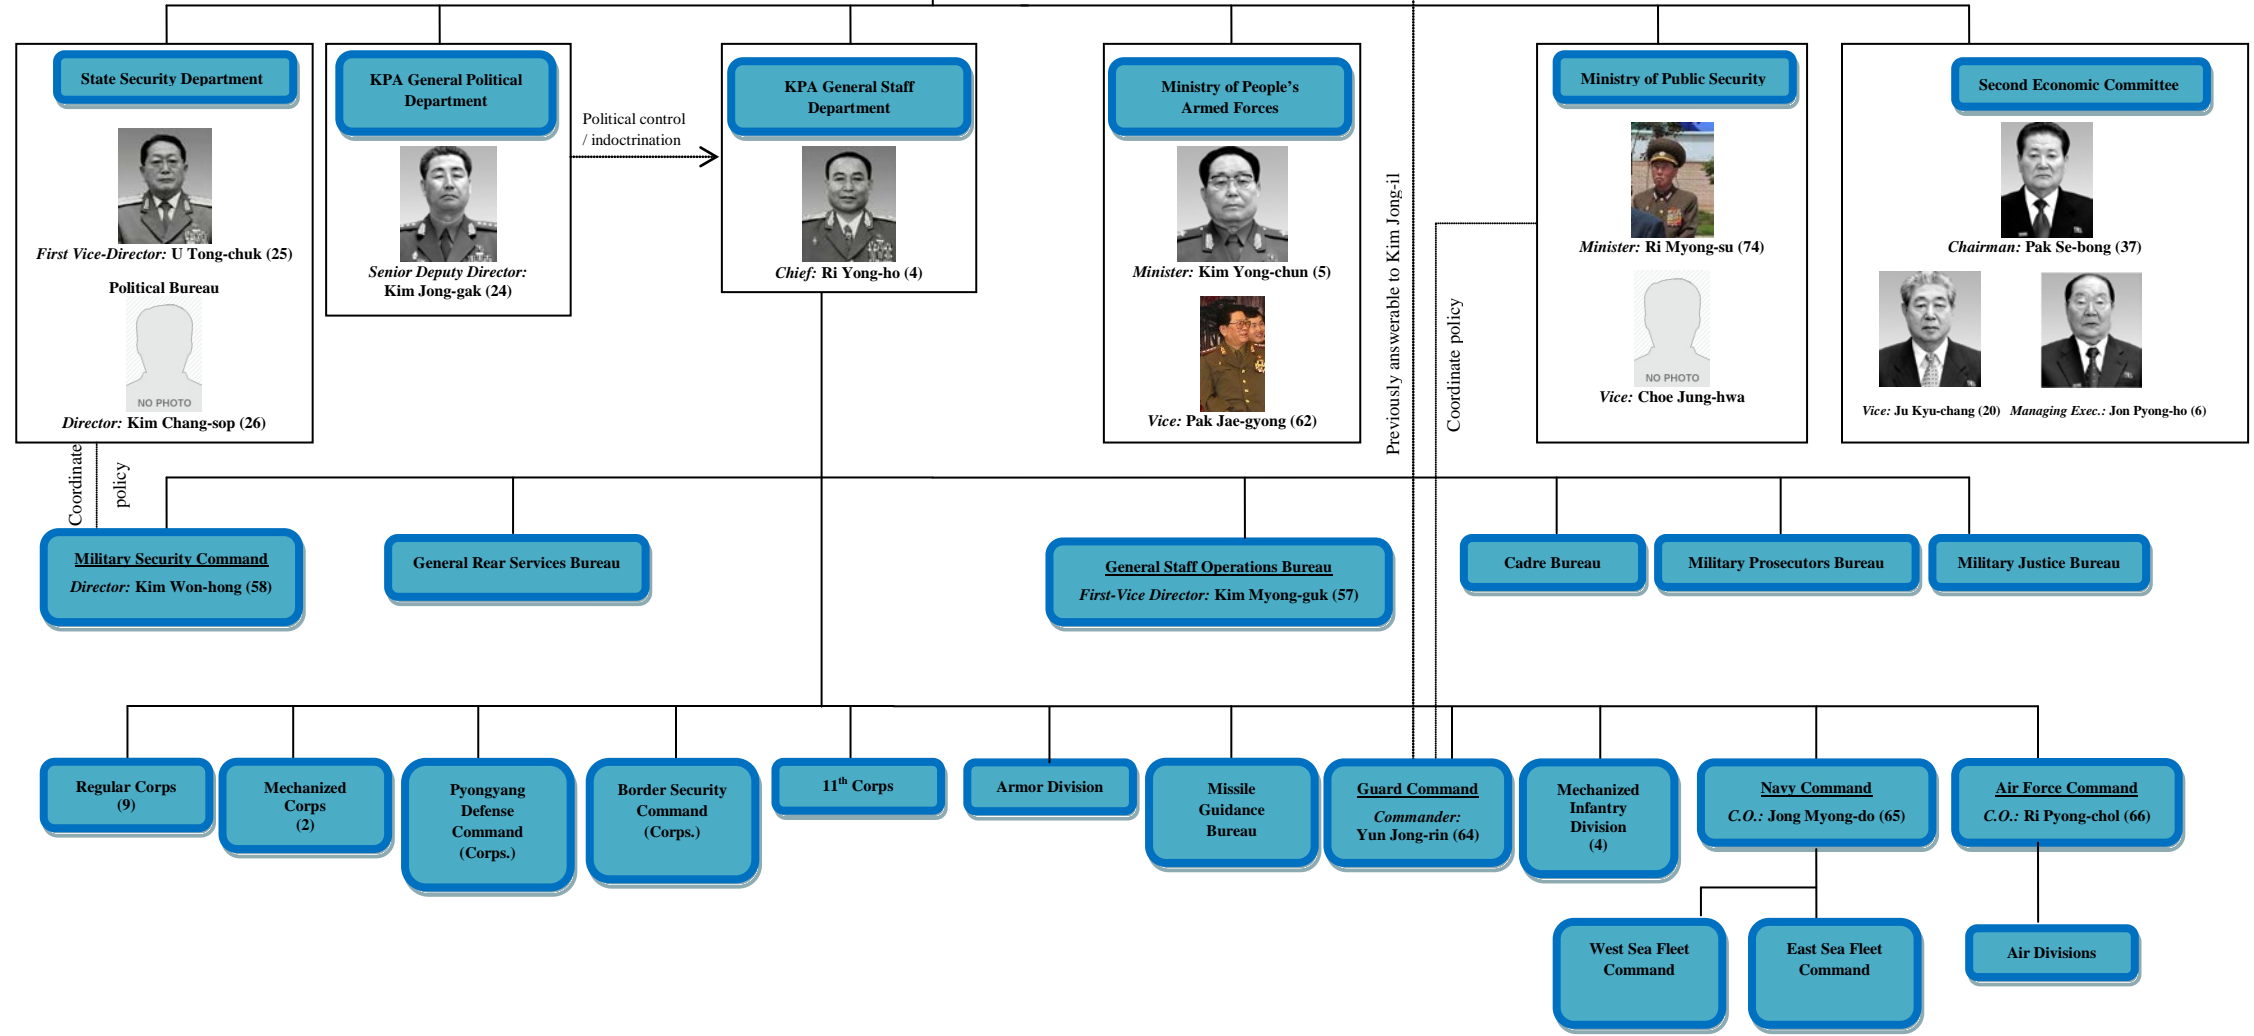 State Security Department
First Vice-Director: U Tong-chuk (25)
Political Bureau
NO PHOTO
Director: Kim Chang-sop (26)
KPA General Political
Department
Senior Deputy Director:
Kim Jong-gak (24)
Political control
/ indoctrination
KPA General Staff
Department
Chief: Ri Yong-ho (4)
Ministry of People's
Armed Forces
Minister: Kim Yong-chun (5)
Vice: Pak Jae-gyong (62)
Previously answerable to Kim Jong-il
Coordinate policy
Ministry of Public Security
Minister: Ri Myong-su (74)
NO PHOTO
Vice: Choe Jung-hwa
Second Economic Committee
Chairman: Pak Se-bong (37)
Vice: Ju Kyu-chang (20)
Managing Exec.: Jon Pyong-ho (6)
Coordinate
policy
Military Security Command
Director: Kim Won-hong (58)
General Rear Services Bureau
General Staff Operations Bureau
First-Vice Director: Kim Myong-guk (57)
Cadre Bureau
Military Prosecutors Bureau
Military Justice Bureau
Regular Corps
(9)
Mechanized
Corps
(2)
Pyongyang
Defense
Command
(Corps.)
Border Security
Command
(Corps.)
11th Corps
Armor Division
Missile
Guidance
Bureau
Guard Command
Commander:
Yun Jong-rin (64)
Mechanized
Infantry
Division
(4)
Navy Command
C.O.: Jong Myong-do (65)
Air Force Command
C.O.: Ri Pyong-chol (66)
West Sea Fleet
Command
East Sea Fleet
Command
Air Divisions